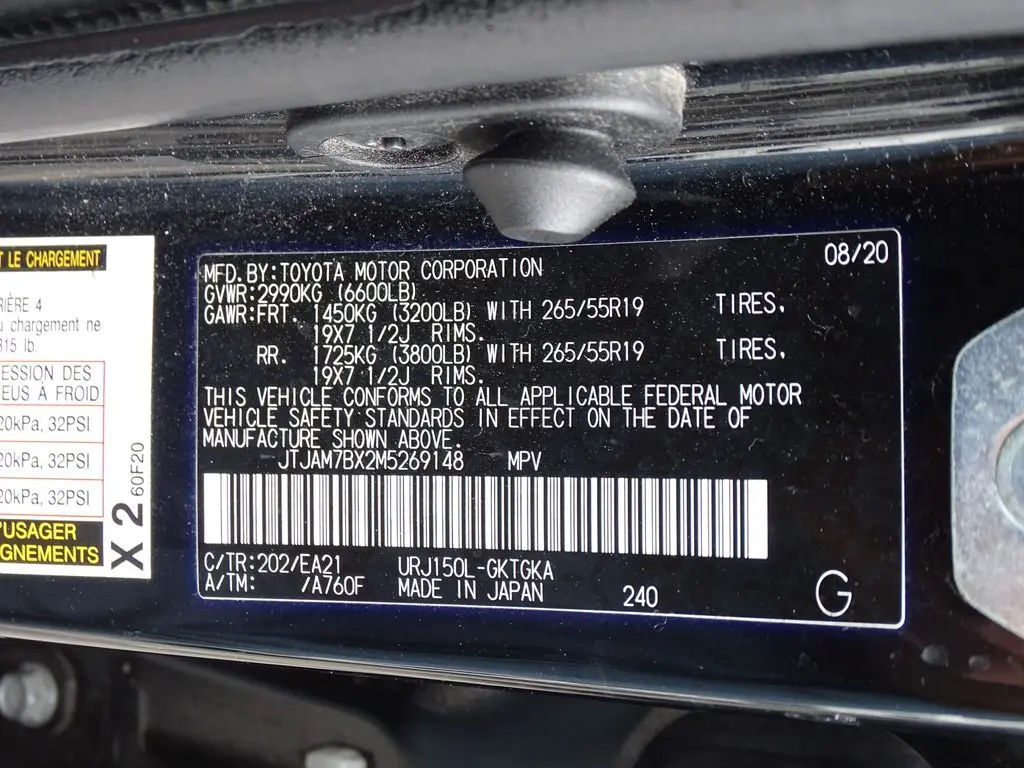 T LE CHARGEMENT
RIÈRE 4
u chargement ne
815 lb.
ESSION DES
EUS À FROID
20kPa, 32PSI
20kPa, 32PSI
20kPa, 32PSI
'USAGER
GNEMENTS
X 2
60F20
08/20
MFD. BY:TOYOTA MOTOR CORPORATION
GVWR:2990KG (6600LB)
GAWR:FRT. 1450KG (3200LB) WITH 265/55R19 TIRES.
19X7 1/2J RIMS.
RR. 1725KG (3800LB) WITH 265/55R19 TIRES.
19X7 1/2J RIMS.
THIS VEHICLE CONFORMS TO ALL APPLICABLE FEDERAL MOTOR
VEHICLE SAFETY STANDARDS IN EFFECT ON THE DATE OF
MANUFACTURE SHOWN ABOVE.
JTJAM7BX2M5269148 MPV
C/TR:202/EA21 URJ150L-GKTGKA
A/TM: /A760F MADE IN JAPAN 240
G